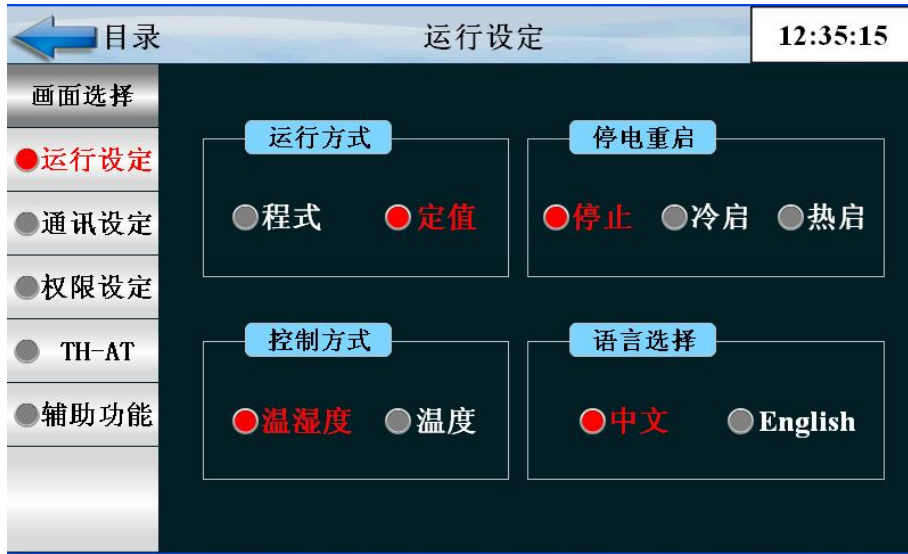 目录
运行设定
12:35:15
画面选择
运行设定
通讯设定
权限设定
TH-AT
辅助功能
运行方式
程式 定值
停电重启
停止 冷启 热启
控制方式
温湿度 温度
语言选择
中文 English